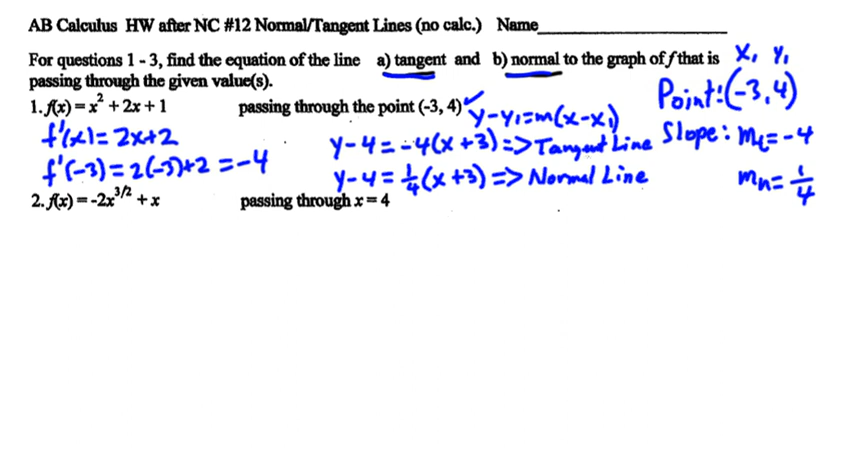 AB Calculus HW after NC #12 Normal/Tangent Lines (no calc.) Name
For questions 1 - 3, find the equation of the line a) tangent and b) normal to the graph of f that is x₁ y₁
passing through the given value(s). Point: (-3,4)
1. f(x) = x² + 2x + 1 passing through the point (-3, 4) ✓ y-y₁=m(x-x₁)
f'(x)= 2x+2 y-4=-4(x+3)=> Tangent Line Slope: mₜ=-4
f'(-3)=2(-3)+2=-4 y-4=1/4(x+3)=> Normal Line mₙ=1/4
2. f(x) = -2x^(3/2) + x passing through x = 4